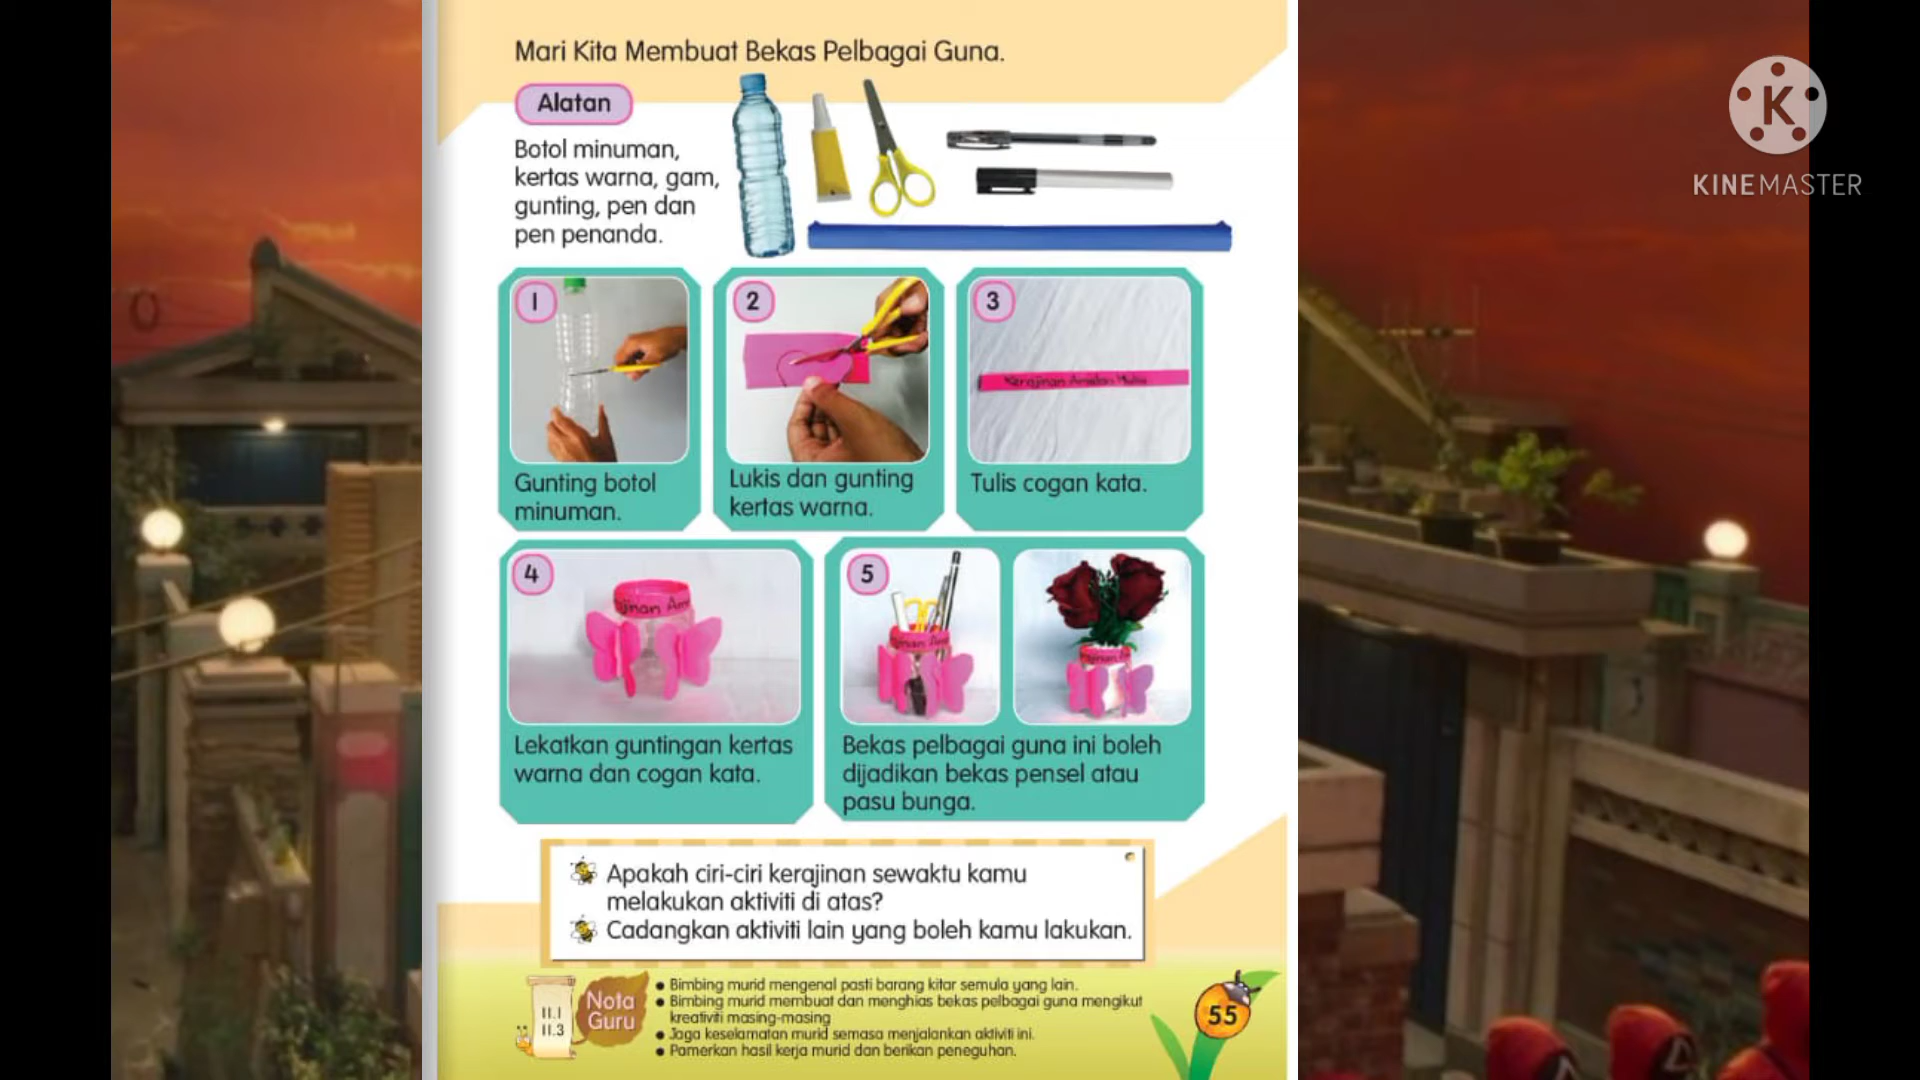 Mari Kita Membuat Bekas Pelbagai Guna.
Alatan
Botol minuman,
kertas warna, gam,
gunting, pen dan
pen penanda.
1
Gunting botol
minuman.
2
Lukis dan gunting
kertas warna.
3
Kerajinan Amalan Mulia
Tulis cogan kata.
4
jinan Am
Lekatkan guntingan kertas
warna dan cogan kata.
5
Bekas pelbagai guna ini boleh
dijadikan bekas pensel atau
pasu bunga.
Apakah ciri-ciri kerajinan sewaktu kamu
melakukan aktiviti di atas?
Cadangkan aktiviti lain yang boleh kamu lakukan.
11.1
11.3
Nota
Guru
● Bimbing murid mengenal pasti barang kitar semula yang lain.
● Bimbing murid membuat dan menghias bekas pelbagai guna mengikut
kreativiti masing-masing
● Jaga keselamatan murid semasa menjalankan aktiviti ini.
● Pamerkan hasil kerja murid dan berikan peneguhan.
55
K
KINEMASTER